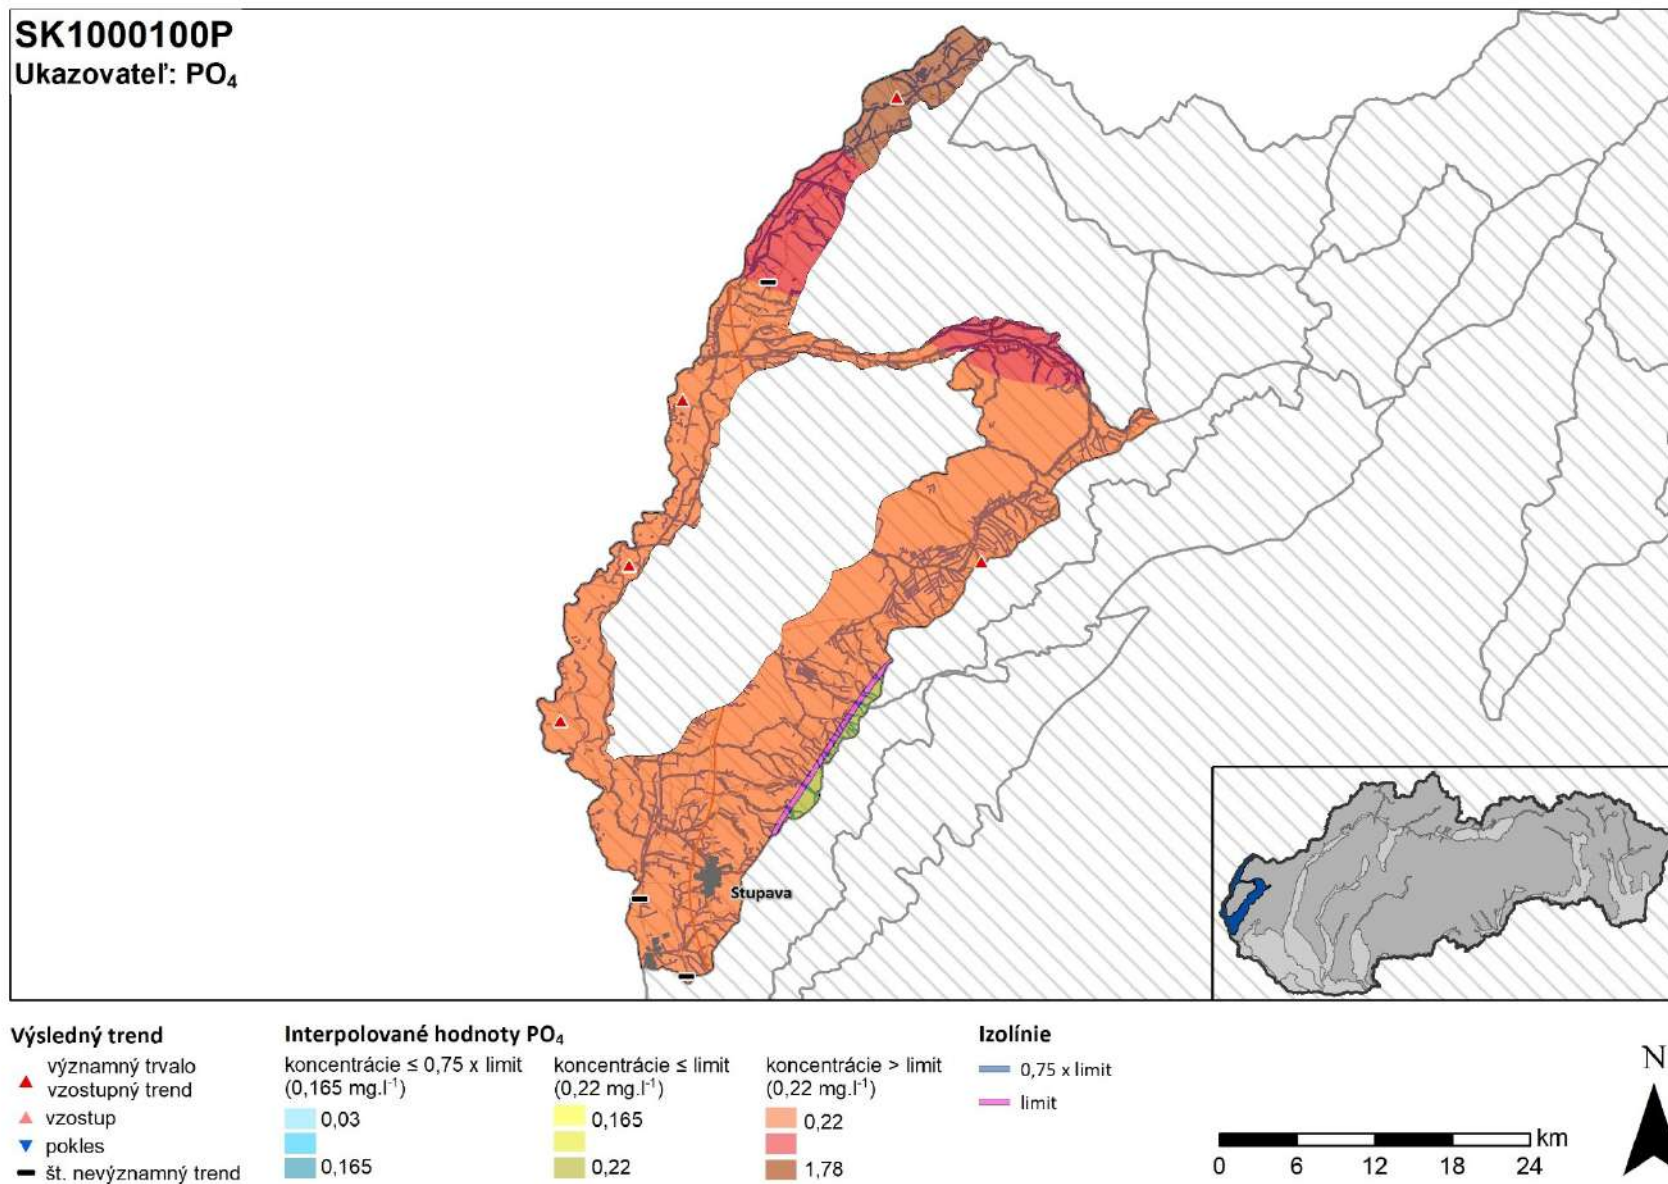 SK1000100P
Ukazovateľ: PO₄
Stupava
Výsledný trend
významný trvalo
vzostupný trend
vzostup
pokles
št. nevýznamný trend
Interpolované hodnoty PO₄
koncentrácie ≤ 0,75 x limit
(0,165 mg.l⁻¹)
0,03
0,165
koncentrácie ≤ limit
(0,22 mg.l⁻¹)
0,165
0,22
koncentrácie > limit
(0,22 mg.l⁻¹)
0,22
1,78
Izolínie
0,75 x limit
limit
N
km
0 6 12 18 24